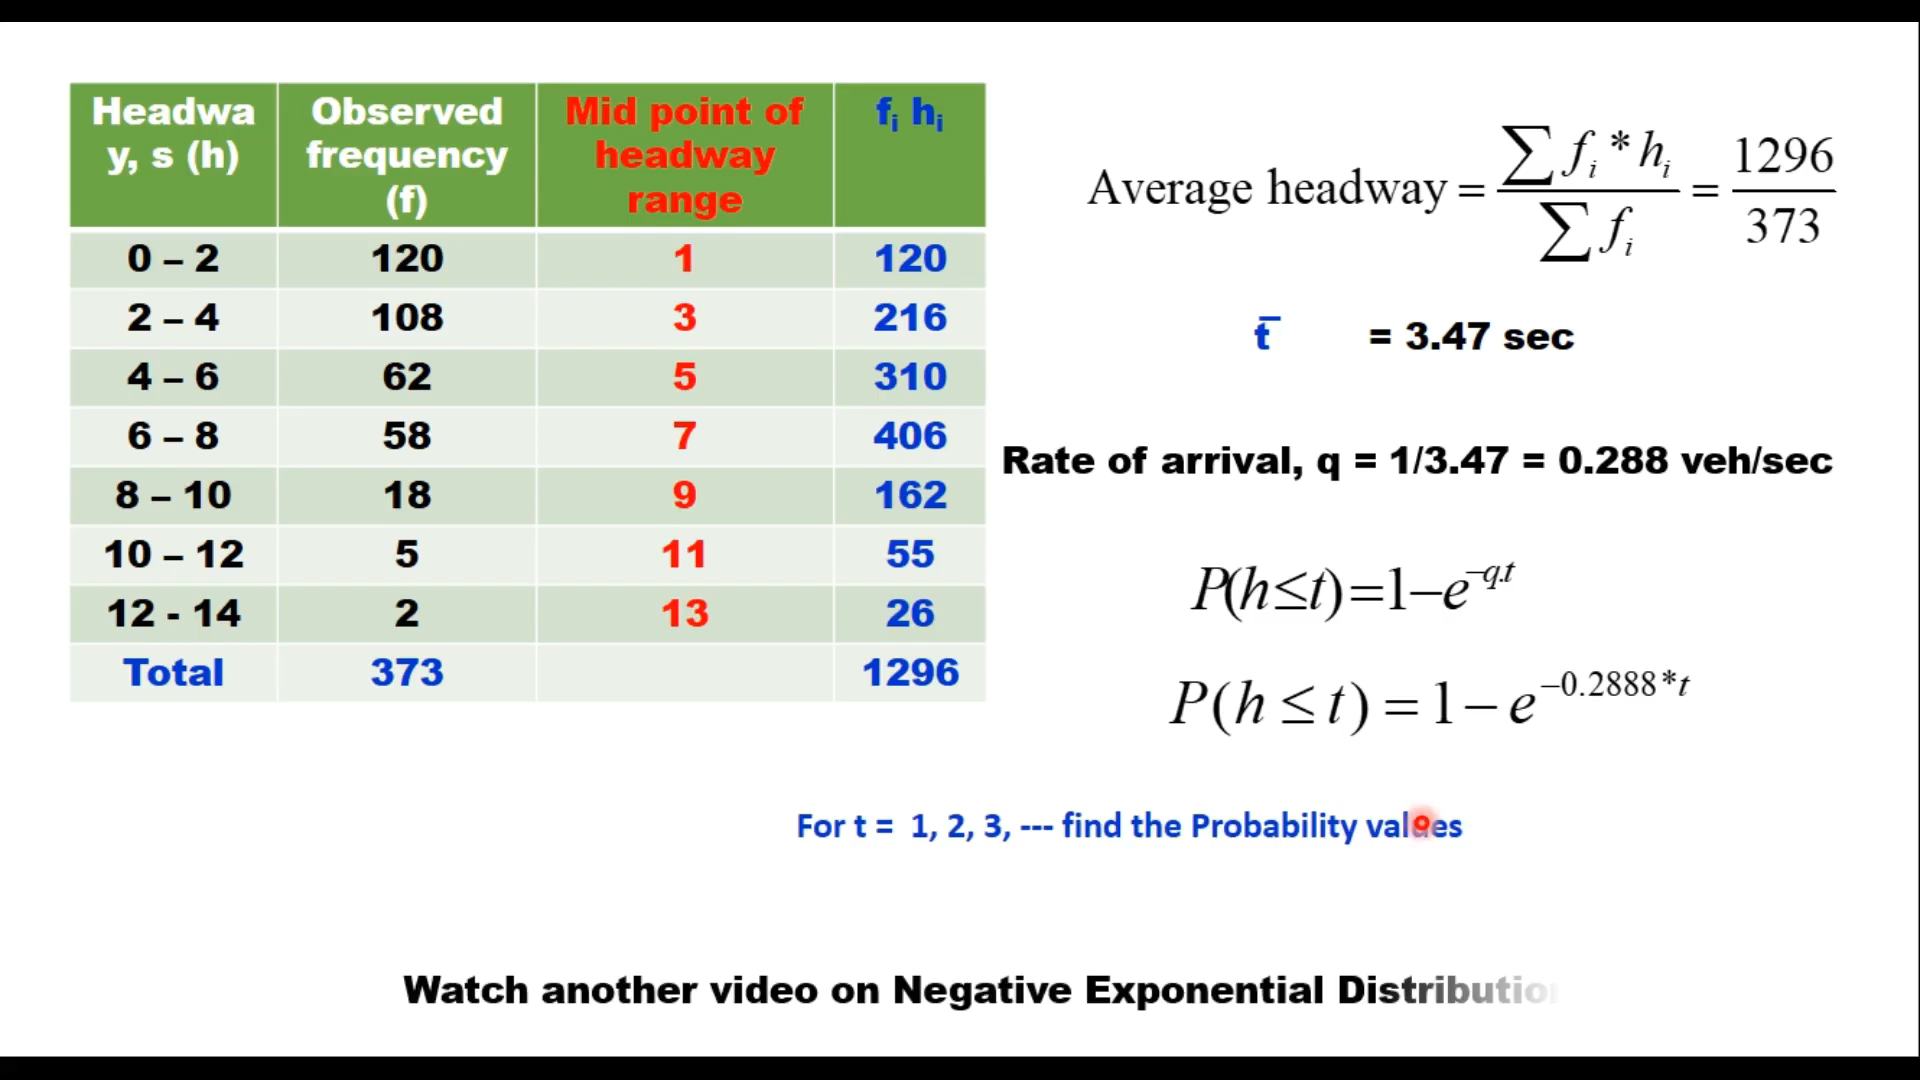 Headwa
y, s (h)
Observed
frequency
(f)
Mid point of
headway
range
fᵢ hᵢ
0 – 2 120 1 120
2 – 4 108 3 216
4 – 6 62 5 310
6 – 8 58 7 406
8 – 10 18 9 162
10 – 12 5 11 55
12 - 14 2 13 26
Total 373 1296
Average headway = ∑ fᵢ * hᵢ / ∑ fᵢ = 1296 / 373
t̅ = 3.47 sec
Rate of arrival, q = 1/3.47 = 0.288 veh/sec
P(h≤t)=1−e^−q.t
P(h ≤ t) = 1 − e^−0.2888*t
For t = 1, 2, 3, --- find the Probability values
Watch another video on Negative Exponential Distributio